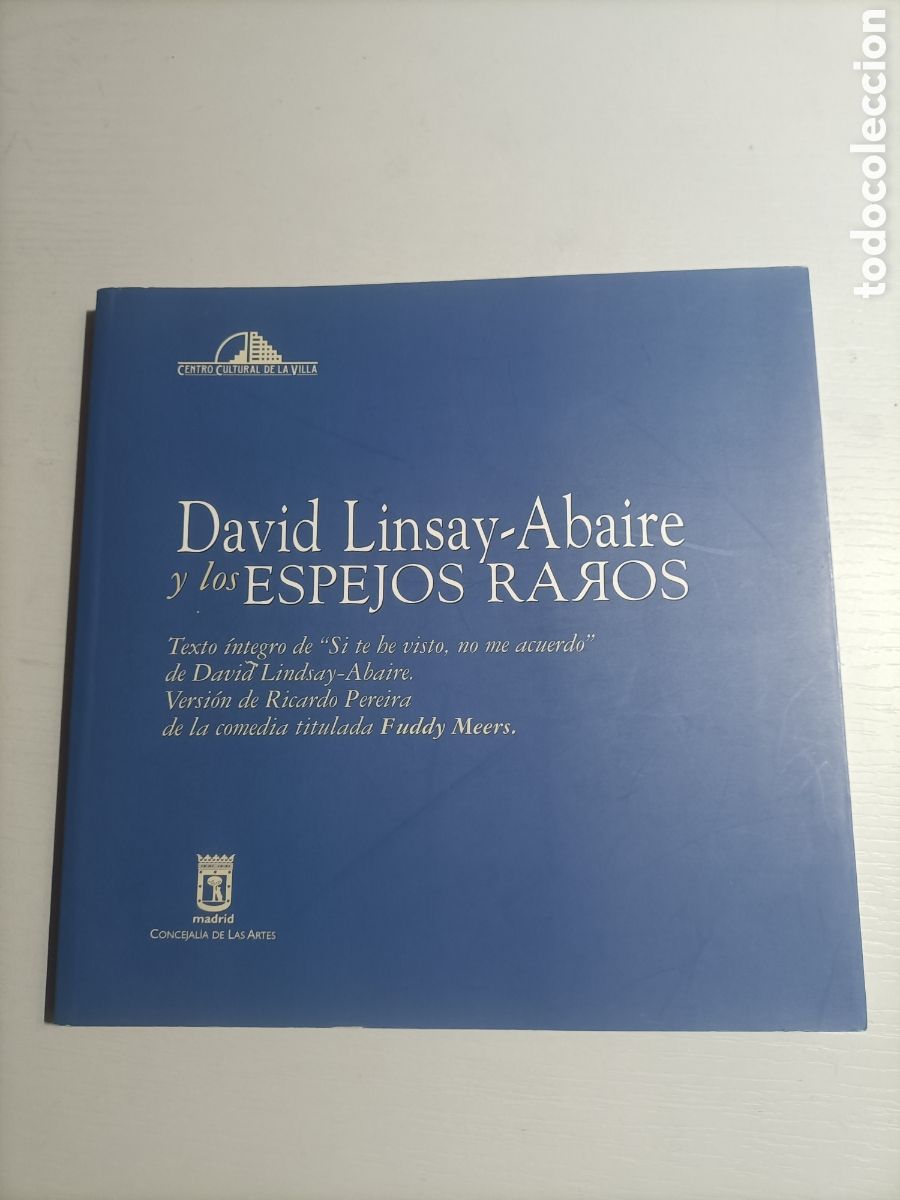 todocoleccion
CENTRO CULTURAL DE LA VILLA
David Linsay-Abaire
y los ESPEJOS RAЯOS
Texto íntegro de "Si te he visto, no me acuerdo"
de David Lindsay-Abaire.
Versión de Ricardo Pereira
de la comedia titulada Fuddy Meers.
madrid
CONCEJALÍA DE LAS ARTES